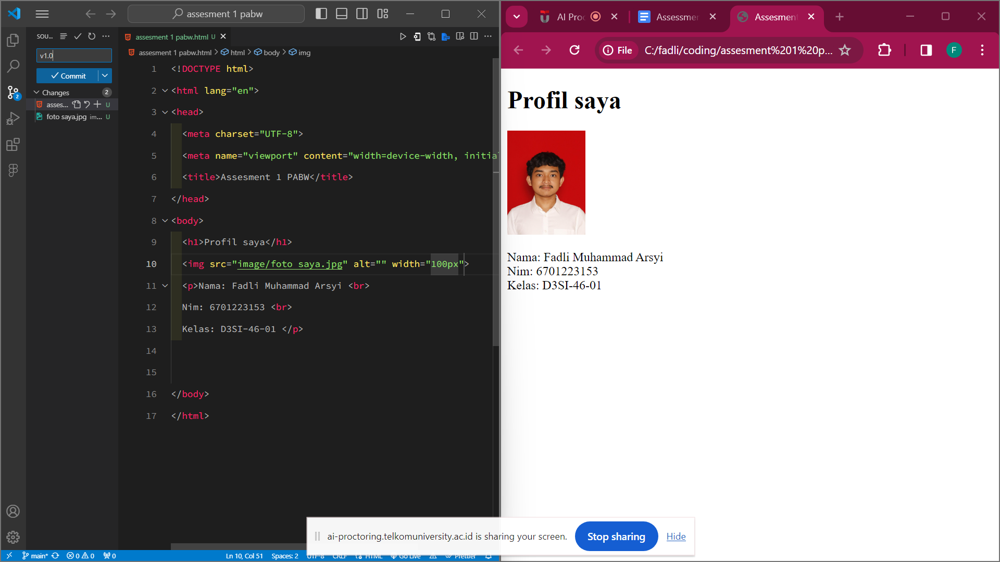 assesment 1 pabw
SOU...
v1.0
Commit
Changes 2
asses... U
foto saya.jpg im... U
2
assesment 1 pabw.html U
assesment 1 pabw.html > html > body > img
1 <!DOCTYPE html>
2 <html lang="en">
3 <head>
4 <meta charset="UTF-8">
5 <meta name="viewport" content="width=device-width, initial
6 <title>Assesment 1 PABW</title>
7 </head>
8 <body>
9 <h1>Profil saya</h1>
10 <img src="image/foto saya.jpg" alt="" width="100px">
11 <p>Nama: Fadli Muhammad Arsyi <br>
12 Nim: 6701223153 <br>
13 Kelas: D3SI-46-01 </p>
14
15
16 </body>
17 </html>
main* 0 0 0
Ln 10, Col 51 Spaces: 2 UTF-8 CRLF HTML Go Live Prettier
AI Proc
Assessmen
Assesment
File C:/fadli/coding/assesment%201%20p...
F
Profil saya
Nama: Fadli Muhammad Arsyi
Nim: 6701223153
Kelas: D3SI-46-01
ai-proctoring.telkomuniversity.ac.id is sharing your screen.
Stop sharing
Hide